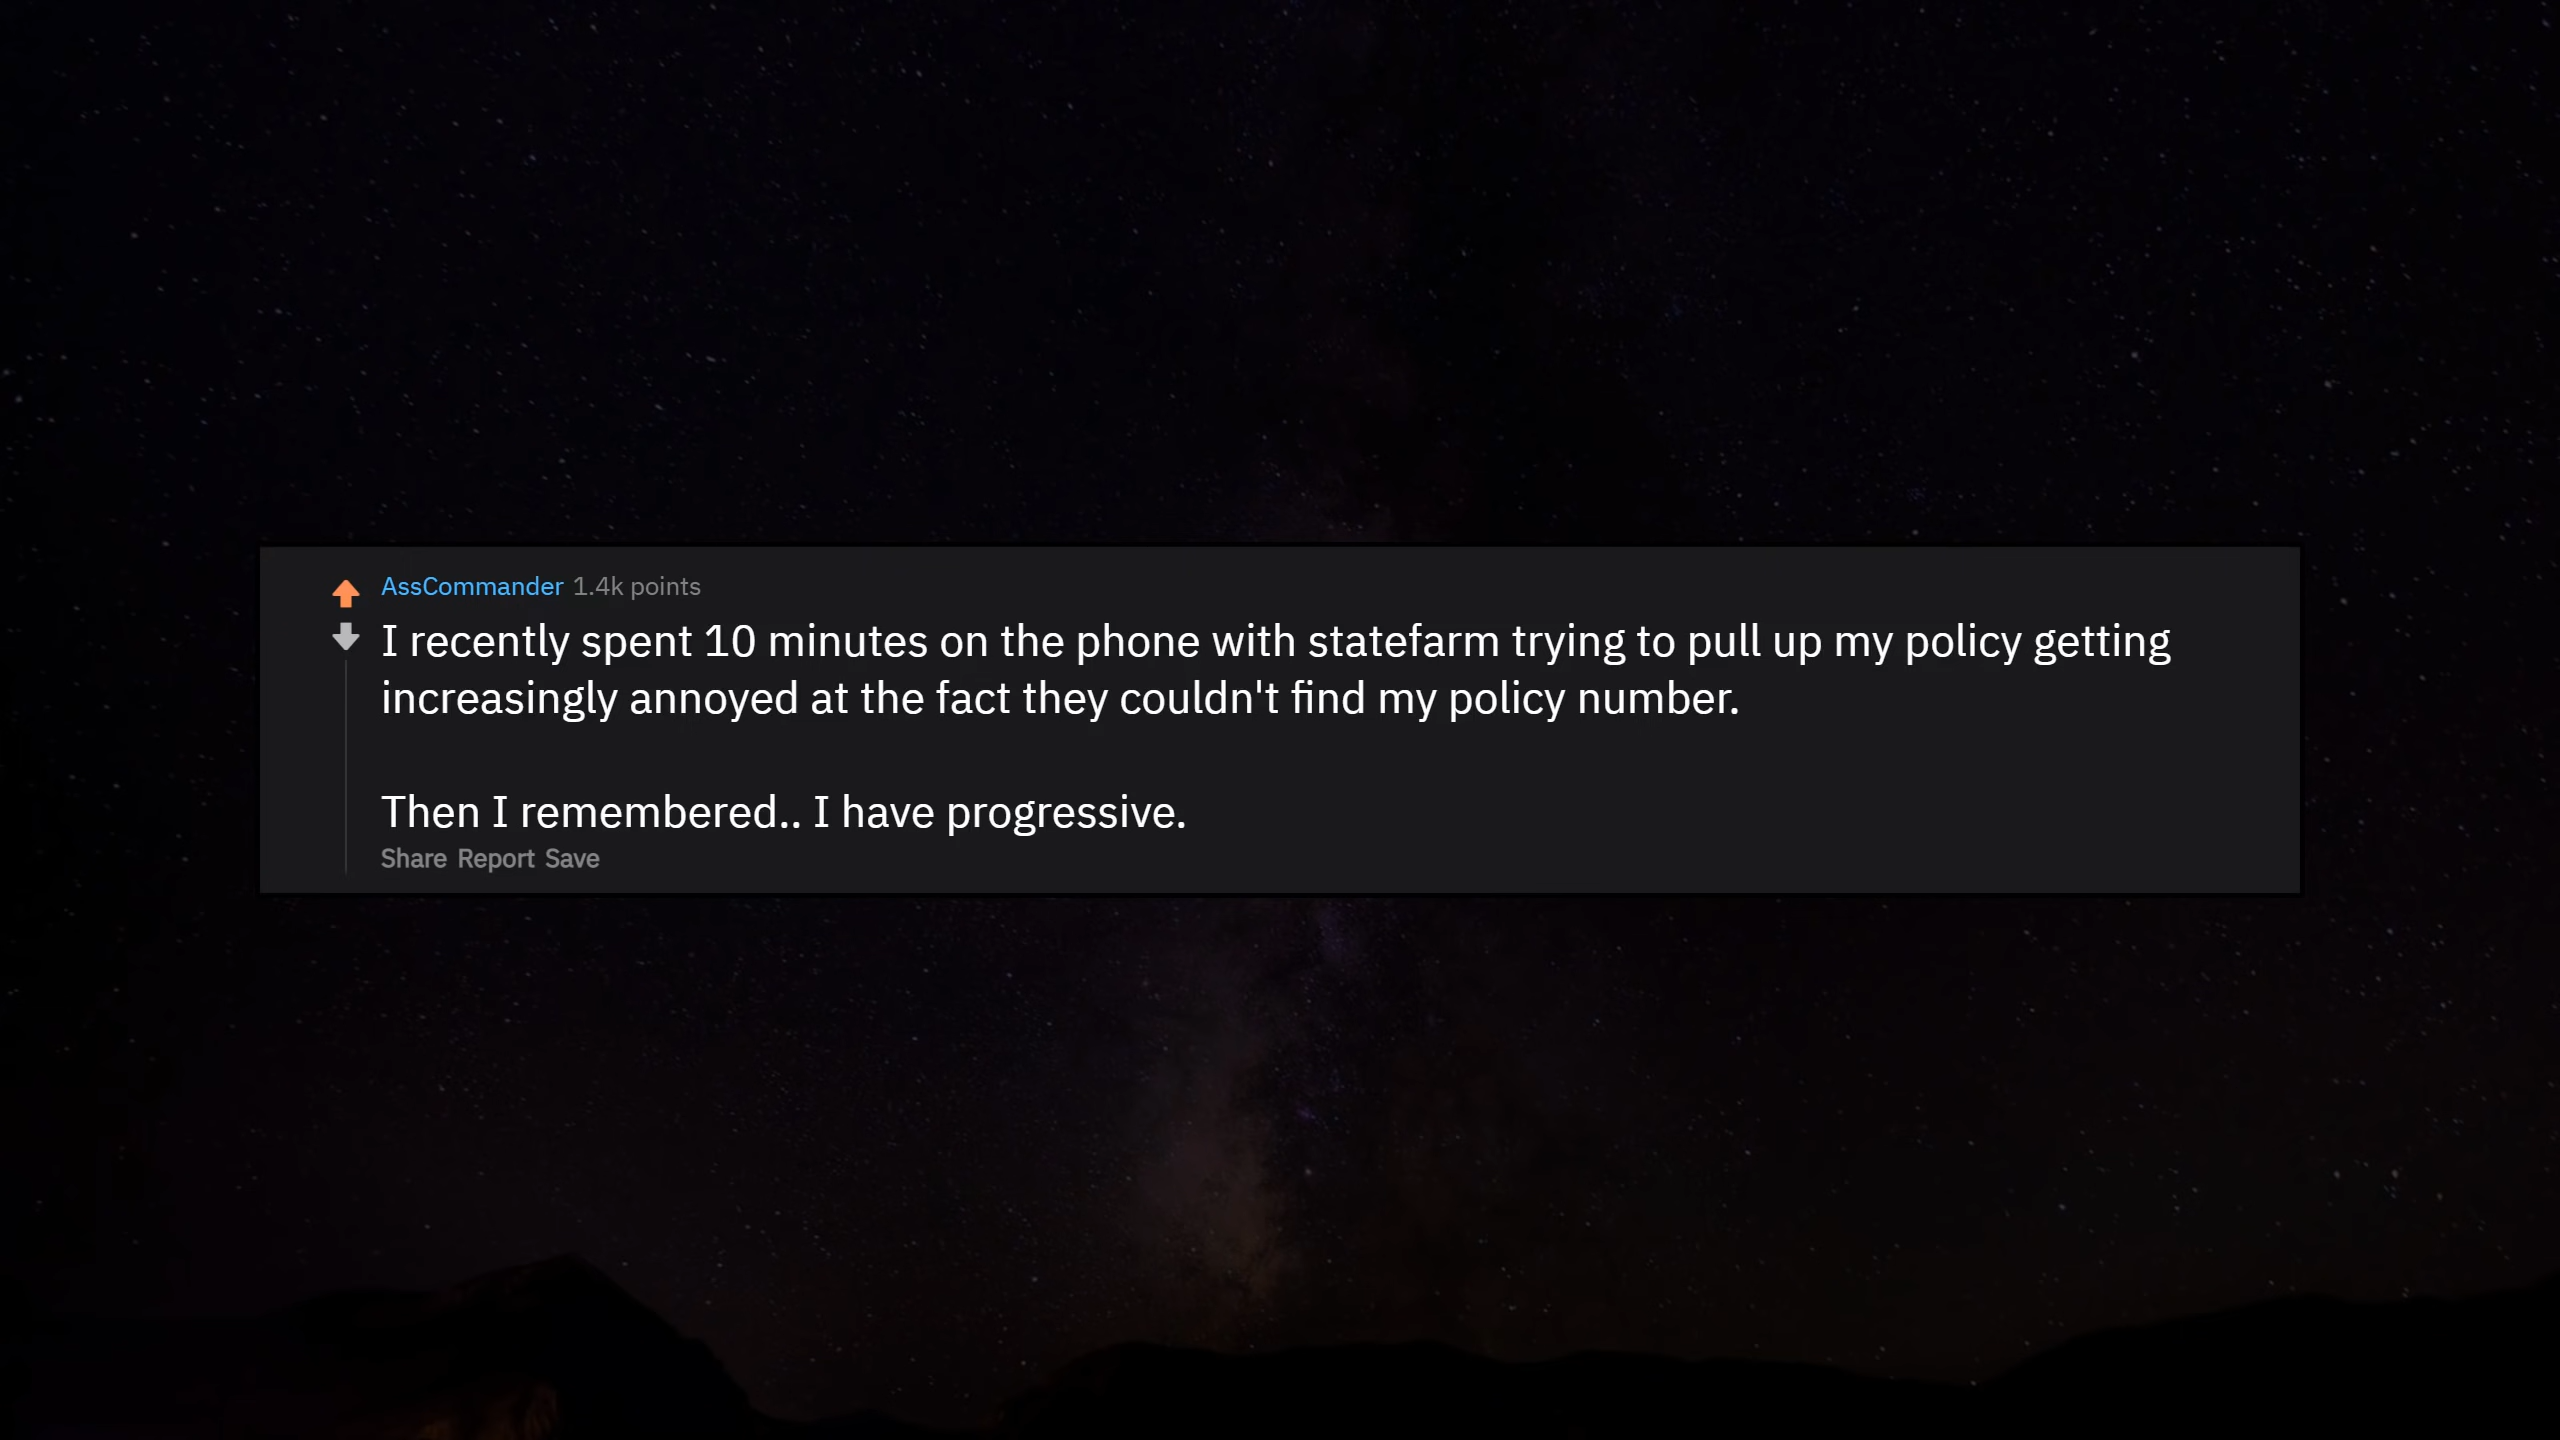 AssCommander 1.4k points
I recently spent 10 minutes on the phone with statefarm trying to pull up my policy getting
increasingly annoyed at the fact they couldn't find my policy number.
Then I remembered.. I have progressive.
Share Report Save